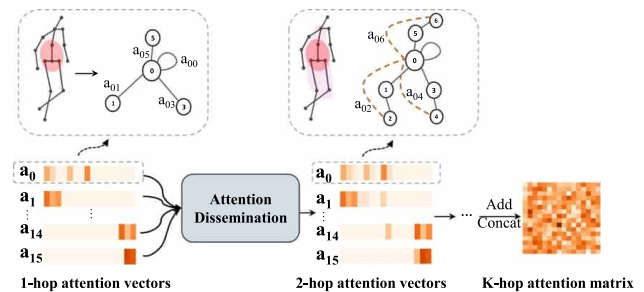 5
a05
0
a00
a01
a03
1
3
6
5
a06
0
1
3
a02
a04
2
4
a0
a1
⋮
⋮
a14
a15
Attention
Dissemination
a0
a1
⋮
a14
a15
...
Add
Concat
1-hop attention vectors
2-hop attention vectors
K-hop attention matrix